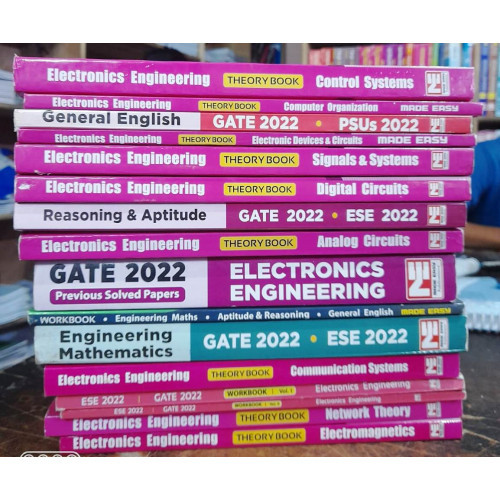 Electronics Engineering THEORY BOOK Control Systems
Electronics Engineering THEORY BOOK Computer Organization MADE EASY
General English GATE 2022 • PSUs 2022
Electronics Engineering THEORY BOOK Electronic Devices & Circuits MADE EASY
Electronics Engineering THEORY BOOK Signals & Systems
Electronics Engineering THEORY BOOK Digital Circuits
Reasoning & Aptitude GATE 2022 • ESE 2022
Electronics Engineering THEORY BOOK Analog Circuits
GATE 2022 ELECTRONICS
Previous Solved Papers ENGINEERING
MADE EASY
WORKBOOK • Engineering Maths • Aptitude & Reasoning • General English MADE EASY
Engineering Mathematics GATE 2022 • ESE 2022
Electronics Engineering THEORY BOOK Communication Systems
ESE 2022 | GATE 2022 WORKBOOK | Vol. 1 Electronics Engineering
ESE 2022 | GATE 2022 WORKBOOK Electronics Engineering
Electronics Engineering THEORY BOOK Network Theory
Electronics Engineering THEORY BOOK Electromagnetics